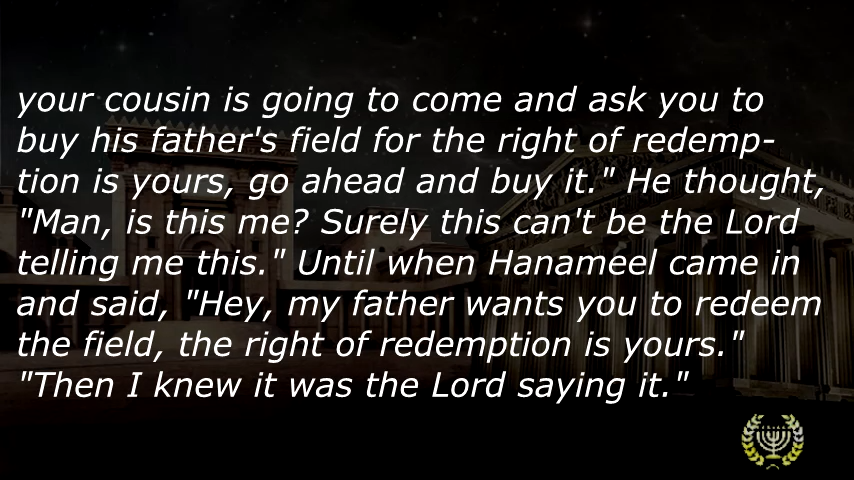 your cousin is going to come and ask you to
buy his father's field for the right of redemp-
tion is yours, go ahead and buy it." He thought,
"Man, is this me? Surely this can't be the Lord
telling me this." Until when Hanameel came in
and said, "Hey, my father wants you to redeem
the field, the right of redemption is yours."
"Then I knew it was the Lord saying it."